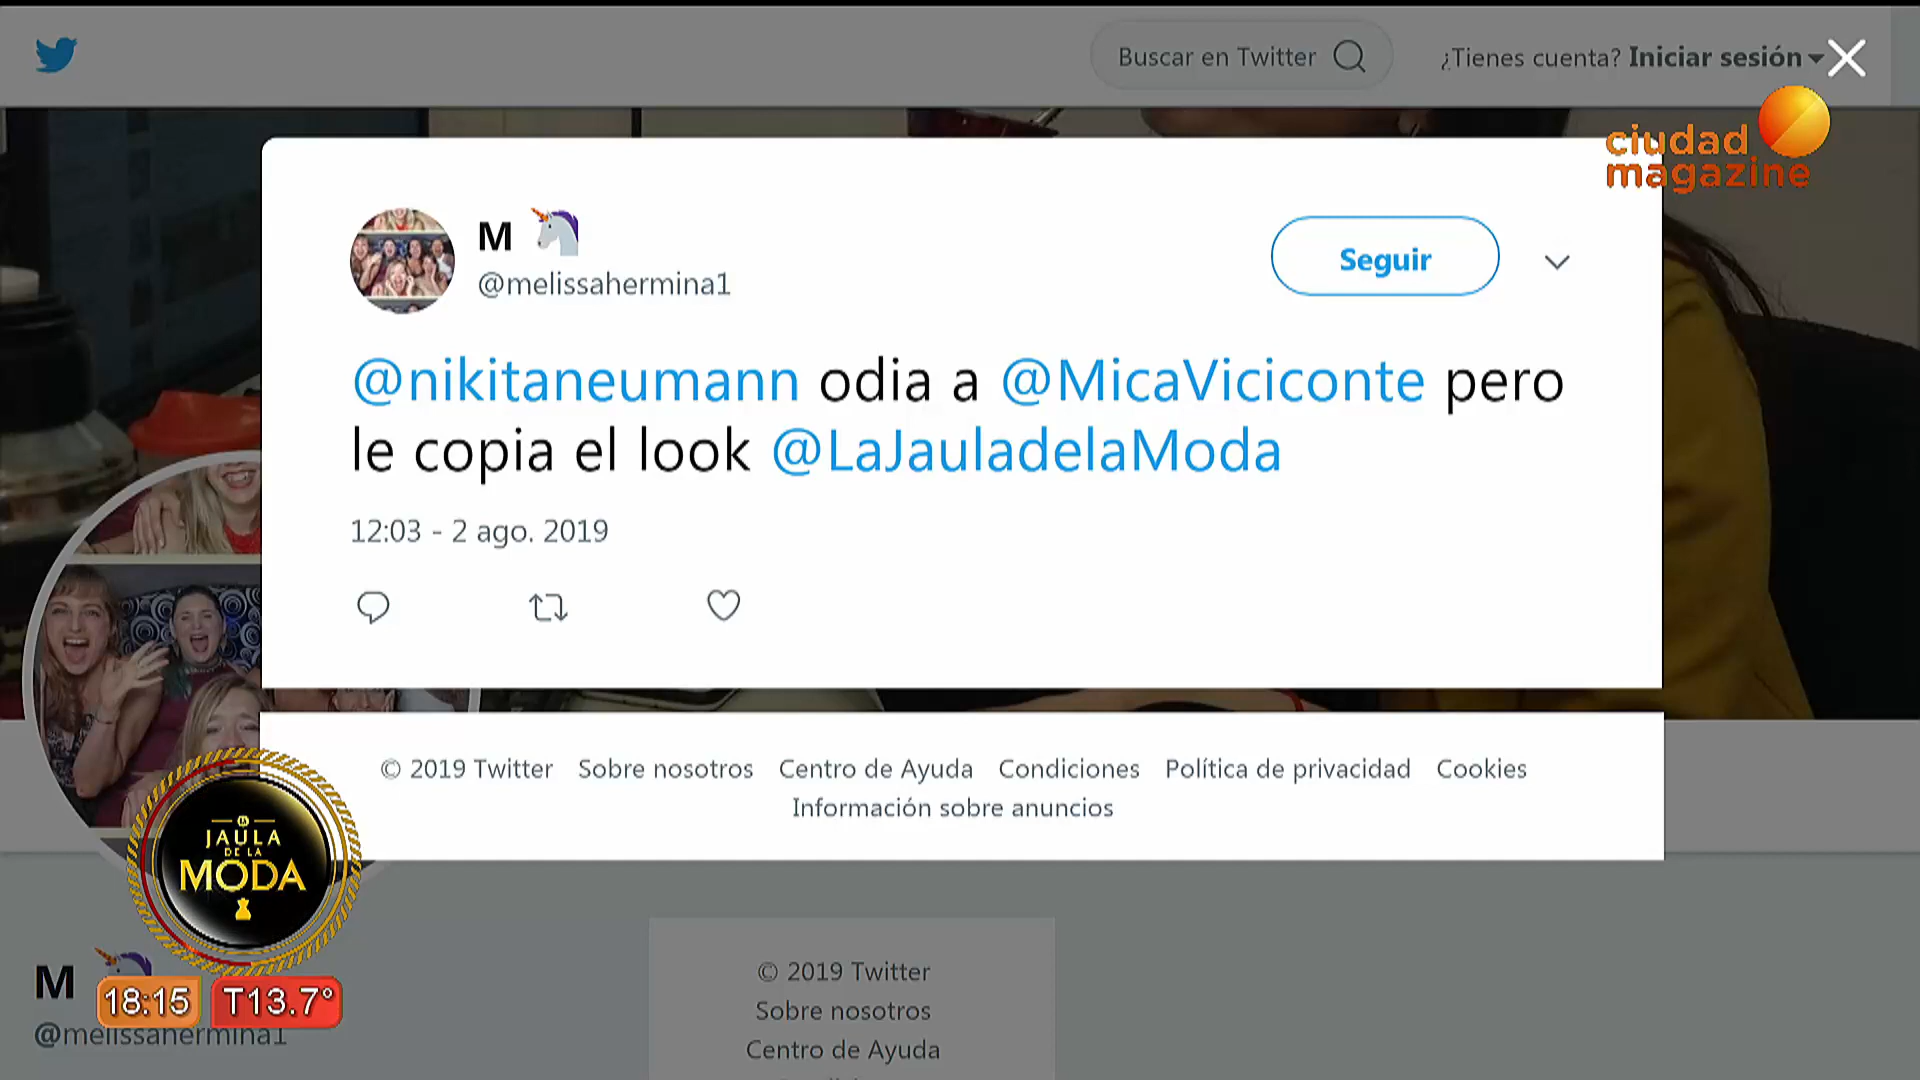 Buscar en Twitter
¿Tienes cuenta? Iniciar sesión
ciudad
magazine
M
@melissahermina1
Seguir
@nikitaneumann odia a @MicaViciconte pero
le copia el look @LaJauladelaModa
12:03 - 2 ago. 2019
© 2019 Twitter Sobre nosotros Centro de Ayuda Condiciones Política de privacidad Cookies
Información sobre anuncios
LA
JAULA
DE LA
MODA
M
18:15 T13.7°
@melissahermina1
© 2019 Twitter
Sobre nosotros
Centro de Ayuda